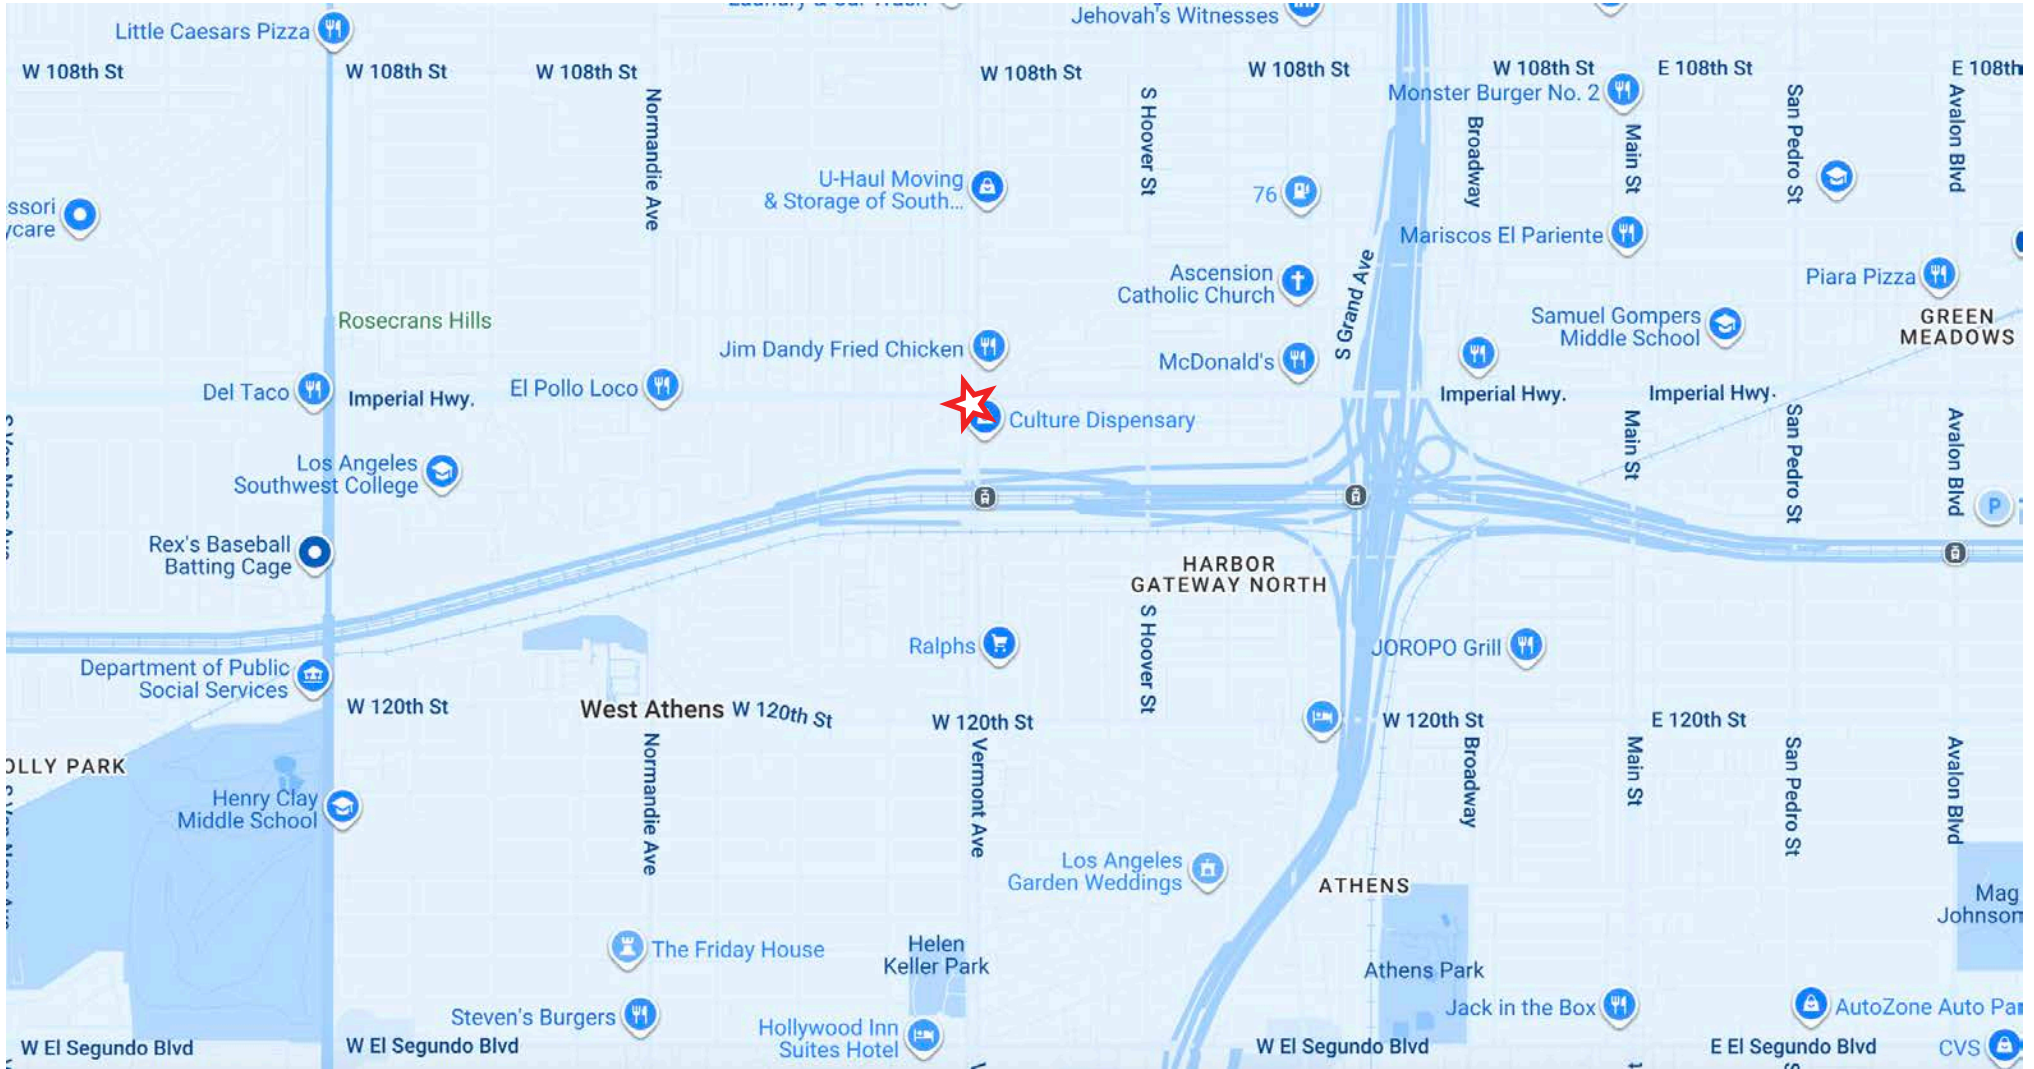 Jehovah's Witnesses
Little Caesars Pizza
W 108th St
W 108th St
W 108th St
W 108th St
W 108th St
W 108th St
E 108th St
E 108th
Monster Burger No. 2
Normandie Ave
S Hoover St
Broadway
Main St
San Pedro St
Avalon Blvd
U-Haul Moving
& Storage of South...
76
ssori
ycare
Mariscos El Pariente
Ascension
Catholic Church
S Grand Ave
Piara Pizza
Samuel Gompers
Middle School
GREEN
MEADOWS
Rosecrans Hills
Jim Dandy Fried Chicken
McDonald's
Del Taco
Imperial Hwy.
El Pollo Loco
Imperial Hwy.
Imperial Hwy.
Culture Dispensary
Main St
San Pedro St
Avalon Blvd
Los Angeles
Southwest College
P
Rex's Baseball
Batting Cage
HARBOR
GATEWAY NORTH
S Hoover St
Ralphs
JOROPO Grill
Department of Public
Social Services
W 120th St
West Athens
W 120th St
W 120th St
W 120th St
E 120th St
OLLY PARK
Normandie Ave
Vermont Ave
Broadway
Main St
San Pedro St
Avalon Blvd
Henry Clay
Middle School
Los Angeles
Garden Weddings
ATHENS
Mag
Johnson
The Friday House
Helen
Keller Park
Athens Park
Steven's Burgers
Hollywood Inn
Suites Hotel
Jack in the Box
AutoZone Auto Par
W El Segundo Blvd
W El Segundo Blvd
W El Segundo Blvd
E El Segundo Blvd
CVS